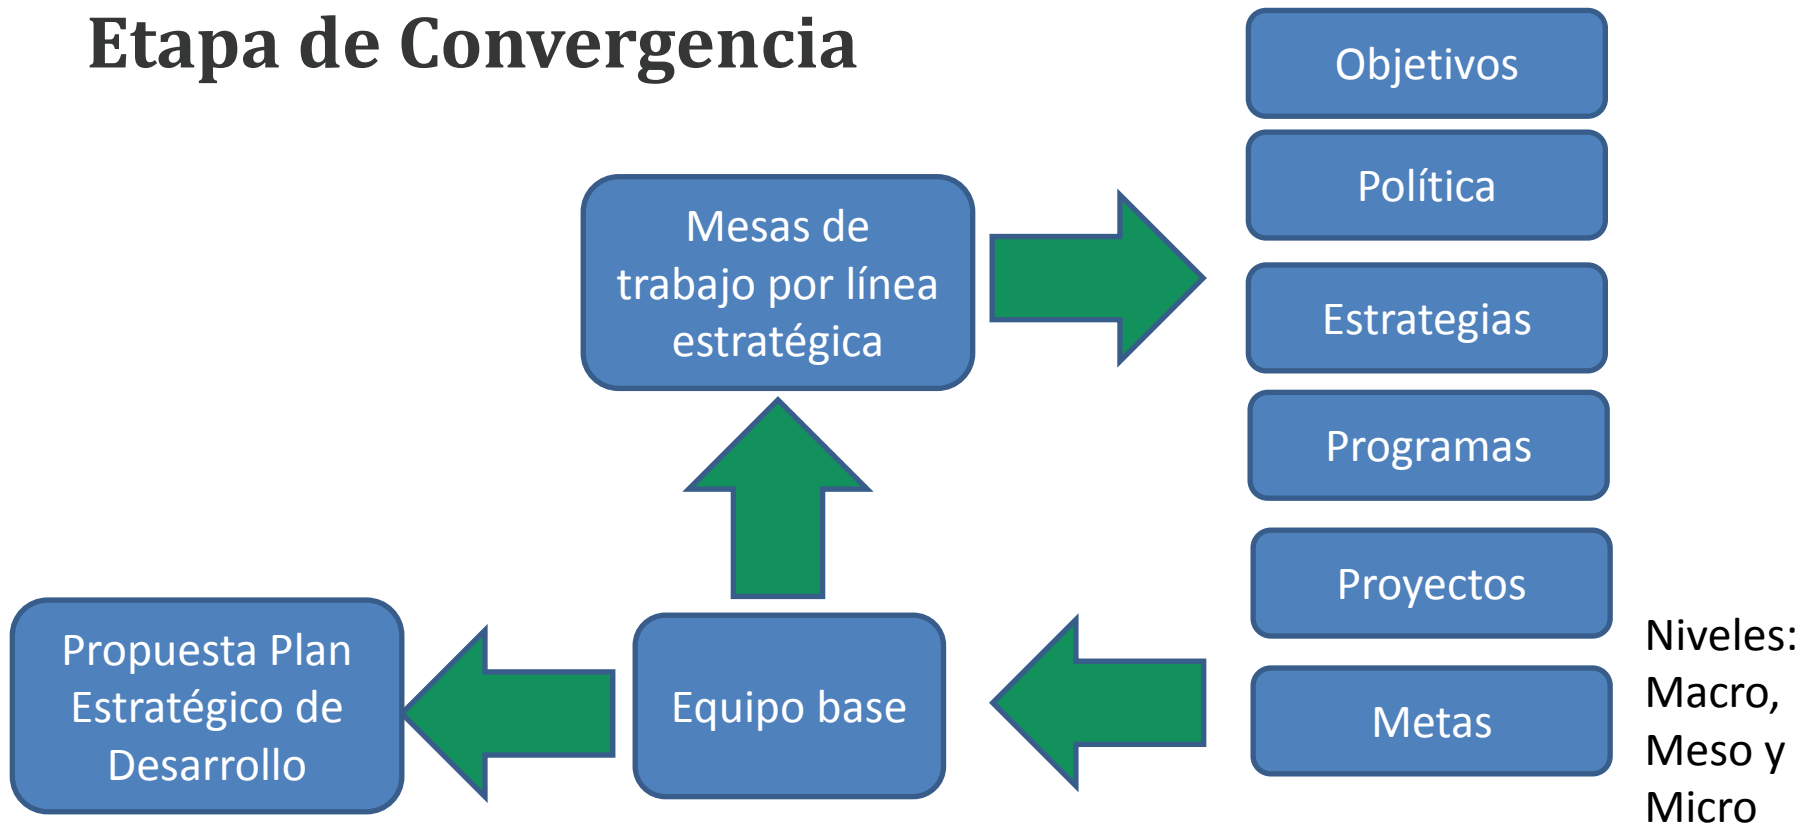 Etapa de Convergencia
Objetivos
Política
Mesas de
trabajo por línea
estratégica
Estrategias
Programas
Proyectos
Propuesta Plan
Estratégico de
Desarrollo
Equipo base
Metas
Niveles:
Macro,
Meso y
Micro